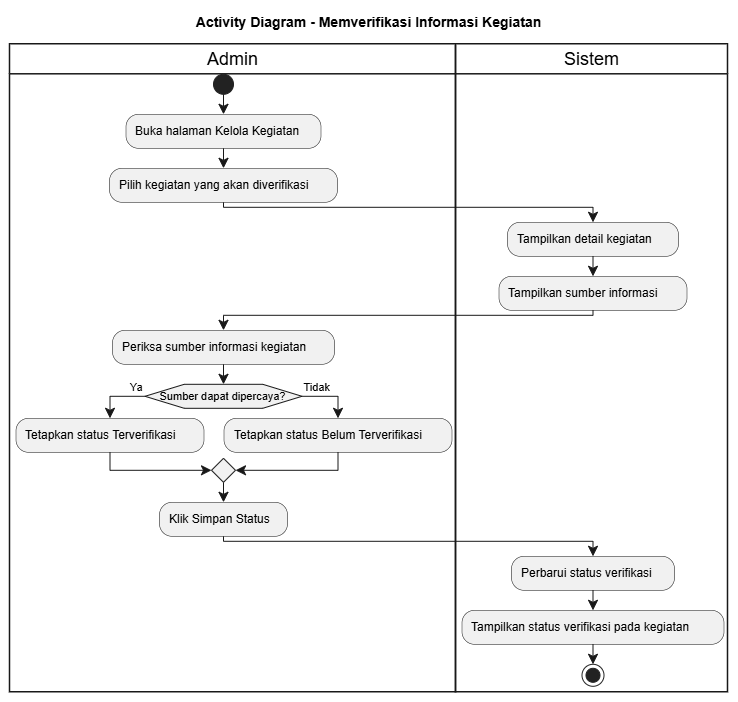 Activity Diagram - Memverifikasi Informasi Kegiatan
Admin
Sistem
Buka halaman Kelola Kegiatan
Pilih kegiatan yang akan diverifikasi
Tampilkan detail kegiatan
Tampilkan sumber informasi
Periksa sumber informasi kegiatan
Ya
Sumber dapat dipercaya?
Tidak
Tetapkan status Terverifikasi
Tetapkan status Belum Terverifikasi
Klik Simpan Status
Perbarui status verifikasi
Tampilkan status verifikasi pada kegiatan